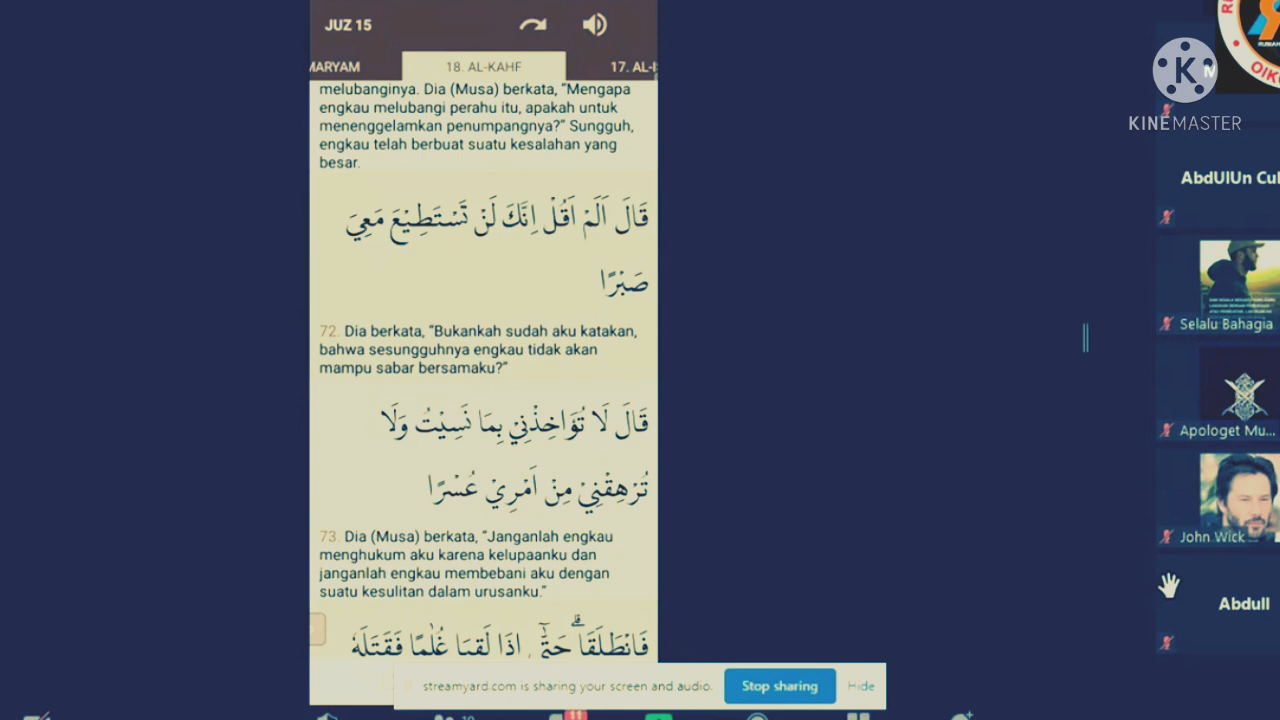 JUZ 15
MARYAM
18. AL-KAHF
17. AL-I
melubanginya. Dia (Musa) berkata, "Mengapa
engkau melubangi perahu itu, apakah untuk
menenggelamkan penumpangnya?" Sungguh,
engkau telah berbuat suatu kesalahan yang
besar.
قَالَ اَلَمْ اَقُلْ اِنَّكَ لَنْ تَسْتَطِيْعَ مَعِيَ
صَبْرًا
72. Dia berkata, "Bukankah sudah aku katakan,
bahwa sesungguhnya engkau tidak akan
mampu sabar bersamaku?"
قَالَ لَا تُؤَاخِذْنِيْ بِمَا نَسِيْتُ وَلَا
تُرْهِقْنِيْ مِنْ اَمْرِيْ عُسْرًا
73. Dia (Musa) berkata, "Janganlah engkau
menghukum aku karena kelupaanku dan
janganlah engkau membebani aku dengan
suatu kesulitan dalam urusanku."
فَانْطَلَقَاۗ حَتّٰٓى اِذَا لَقِيَا غُلٰمًا فَقَتَلَهٗ
streamyard.com is sharing your screen and audio.
Stop sharing
Hide
K
KINEMASTER
AbdUlUn Cul
Selalu Bahagia
Apologet Mu...
John Wick
Abdull
11
10